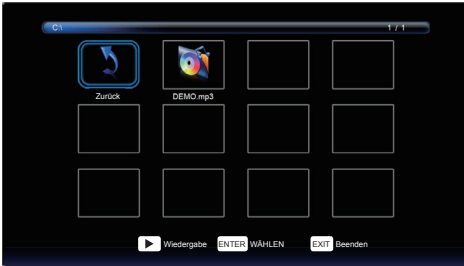 C:\ 1 / 1
Zurück DEMO.mp3
Wiedergabe ENTER WÄHLEN EXIT Beenden